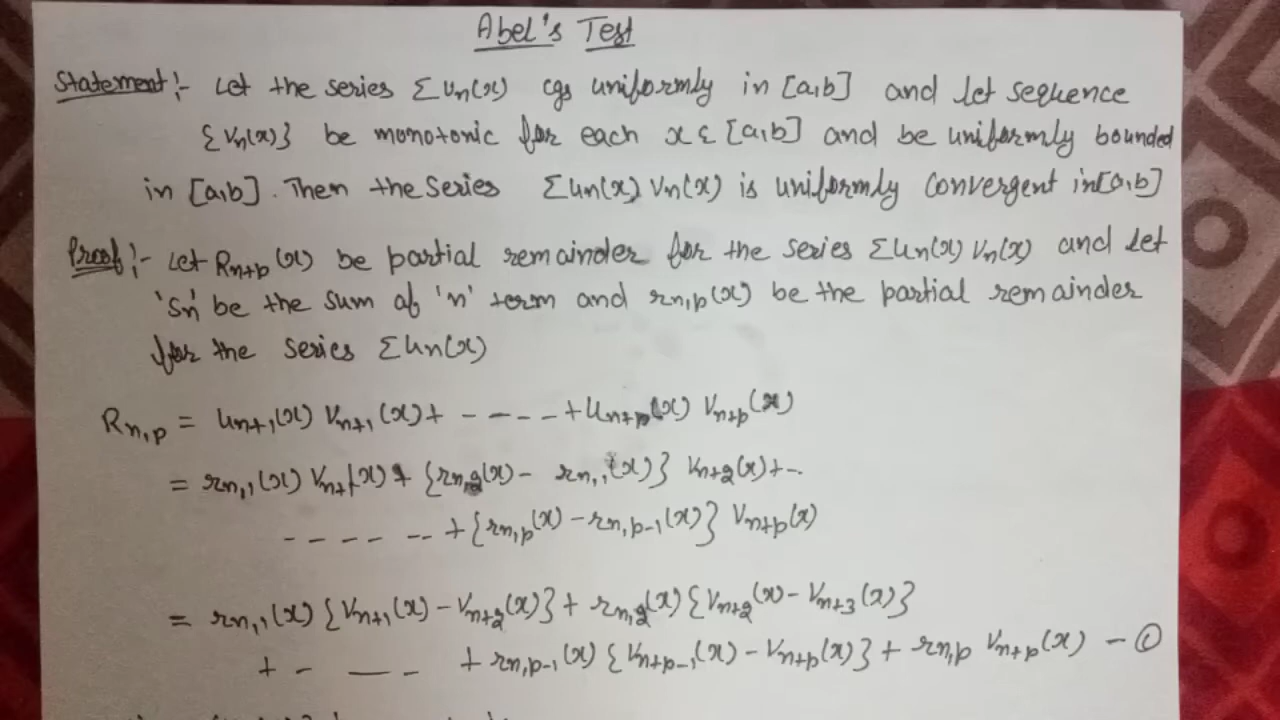 Abel's Test
Statement:- Let the series Σun(x) cgs uniformly in [a,b] and let sequence
{vn(x)} be monotonic for each x ε [a,b] and be uniformly bounded
in [a,b]. Then the series Σun(x) vn(x) is uniformly convergent in [a,b]
Proof:- Let Rn+p(x) be partial remainder for the series Σun(x) vn(x) and let
'Sn' be the sum of 'n' term and rn,p(x) be the partial remainder
for the series Σun(x)
Rn,p = un+1(x) vn+1(x) + ----- + un+p(x) vn+p(x)
= rn,1(x) vn+1(x) + {rn,2(x) - rn,1(x)} vn+2(x) + --
---- -- + {rn,p(x) - rn,p-1(x)} vn+p(x)
= rn,1(x) {vn+1(x) - vn+2(x)} + rn,2(x) {vn+2(x) - vn+3(x)}
+ - -- - + rn,p-1(x) {vn+p-1(x) - vn+p(x)} + rn,p vn+p(x) - ①